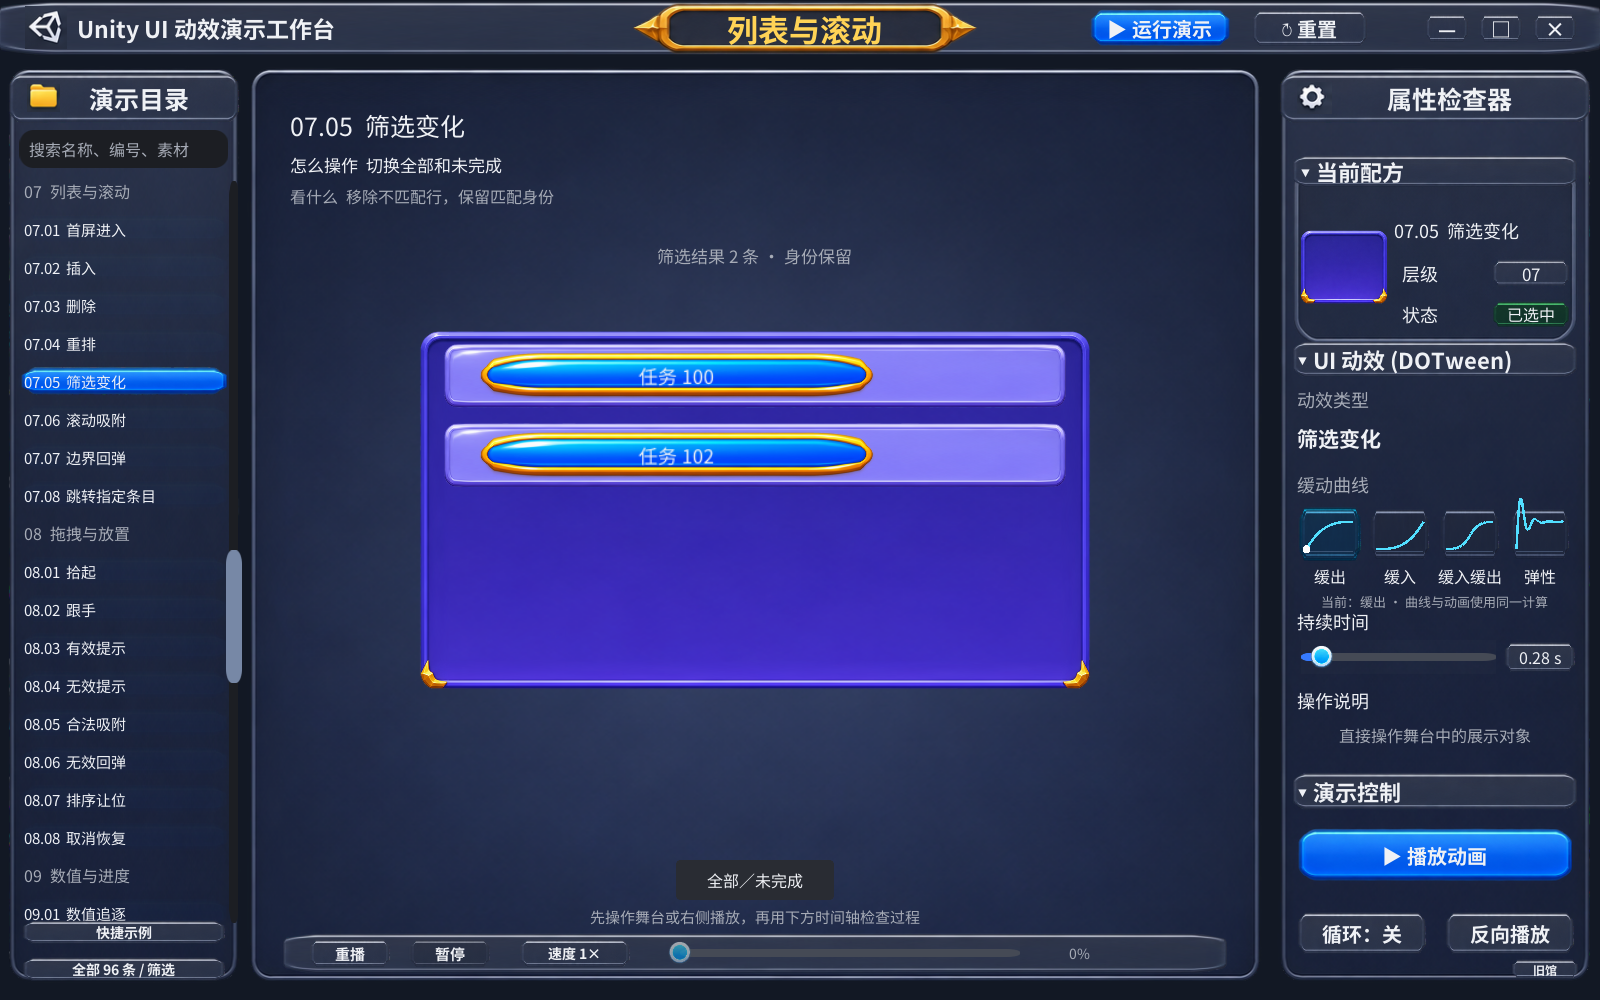 Unity UI 动效演示工作台
列表与滚动
▶ 运行演示
↻ 重置
演示目录
搜索名称、编号、素材
07 列表与滚动
07.01 首屏进入
07.02 插入
07.03 删除
07.04 重排
07.05 筛选变化
07.06 滚动吸附
07.07 边界回弹
07.08 跳转指定条目
08 拖拽与放置
08.01 拾起
08.02 跟手
08.03 有效提示
08.04 无效提示
08.05 合法吸附
08.06 无效回弹
08.07 排序让位
08.08 取消恢复
09 数值与进度
09.01 数值追逐
快捷示例
全部 96 条 / 筛选
07.05 筛选变化
怎么操作 切换全部和未完成
看什么 移除不匹配行，保留匹配身份
筛选结果 2 条 · 身份保留
任务 100
任务 102
全部／未完成
先操作舞台或右侧播放，再用下方时间轴检查过程
重播
暂停
速度 1×
0%
属性检查器
▼ 当前配方
07.05 筛选变化
层级
07
状态
已选中
▼ UI 动效 (DOTween)
动效类型
筛选变化
缓动曲线
缓出
缓入
缓入缓出
弹性
当前：缓出 · 曲线与动画使用同一计算
持续时间
0.28 s
操作说明
直接操作舞台中的展示对象
▼ 演示控制
▶ 播放动画
循环：关
反向播放
旧馆